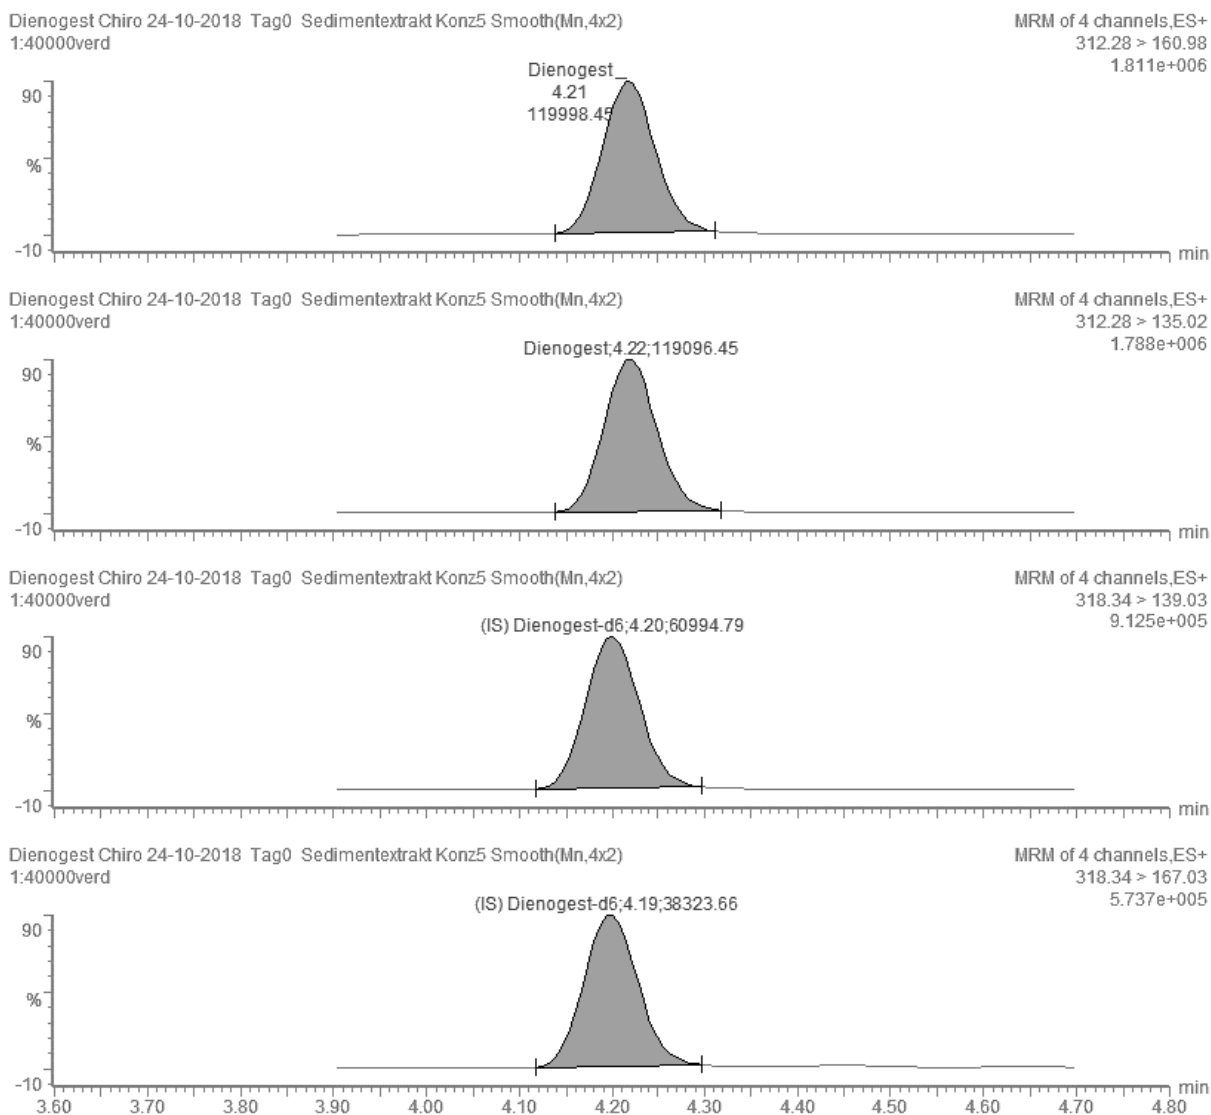 Dienogest Chiro 24-10-2018 Tag0 Sedimentextrakt Konz5 Smooth(Mn,4x2)
1:40000verd
MRM of 4 channels,ES+
312.28 > 160.98
1.811e+006
Dienogest
4.21
119998.45
90
%
-10
min
Dienogest Chiro 24-10-2018 Tag0 Sedimentextrakt Konz5 Smooth(Mn,4x2)
1:40000verd
MRM of 4 channels,ES+
312.28 > 135.02
1.788e+006
Dienogest;4.22;119096.45
90
%
-10
min
Dienogest Chiro 24-10-2018 Tag0 Sedimentextrakt Konz5 Smooth(Mn,4x2)
1:40000verd
MRM of 4 channels,ES+
318.34 > 139.03
9.125e+005
(IS) Dienogest-d6;4.20;60994.79
90
%
-10
min
Dienogest Chiro 24-10-2018 Tag0 Sedimentextrakt Konz5 Smooth(Mn,4x2)
1:40000verd
MRM of 4 channels,ES+
318.34 > 167.03
5.737e+005
(IS) Dienogest-d6;4.19;38323.66
90
%
-10
min
3.60 3.70 3.80 3.90 4.00 4.10 4.20 4.30 4.40 4.50 4.60 4.70 4.80